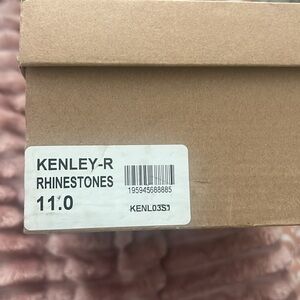 KENLEY-R
RHINESTONES
11.0
195945688885
KENL03S1